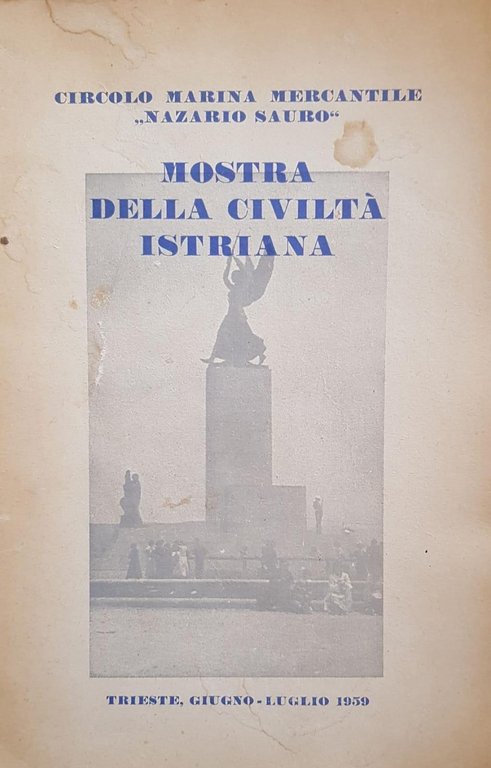 CIRCOLO MARINA MERCANTILE
„NAZARIO SAURO“
MOSTRA
DELLA CIVILTÀ
ISTRIANA
TRIESTE, GIUGNO - LUGLIO 1959